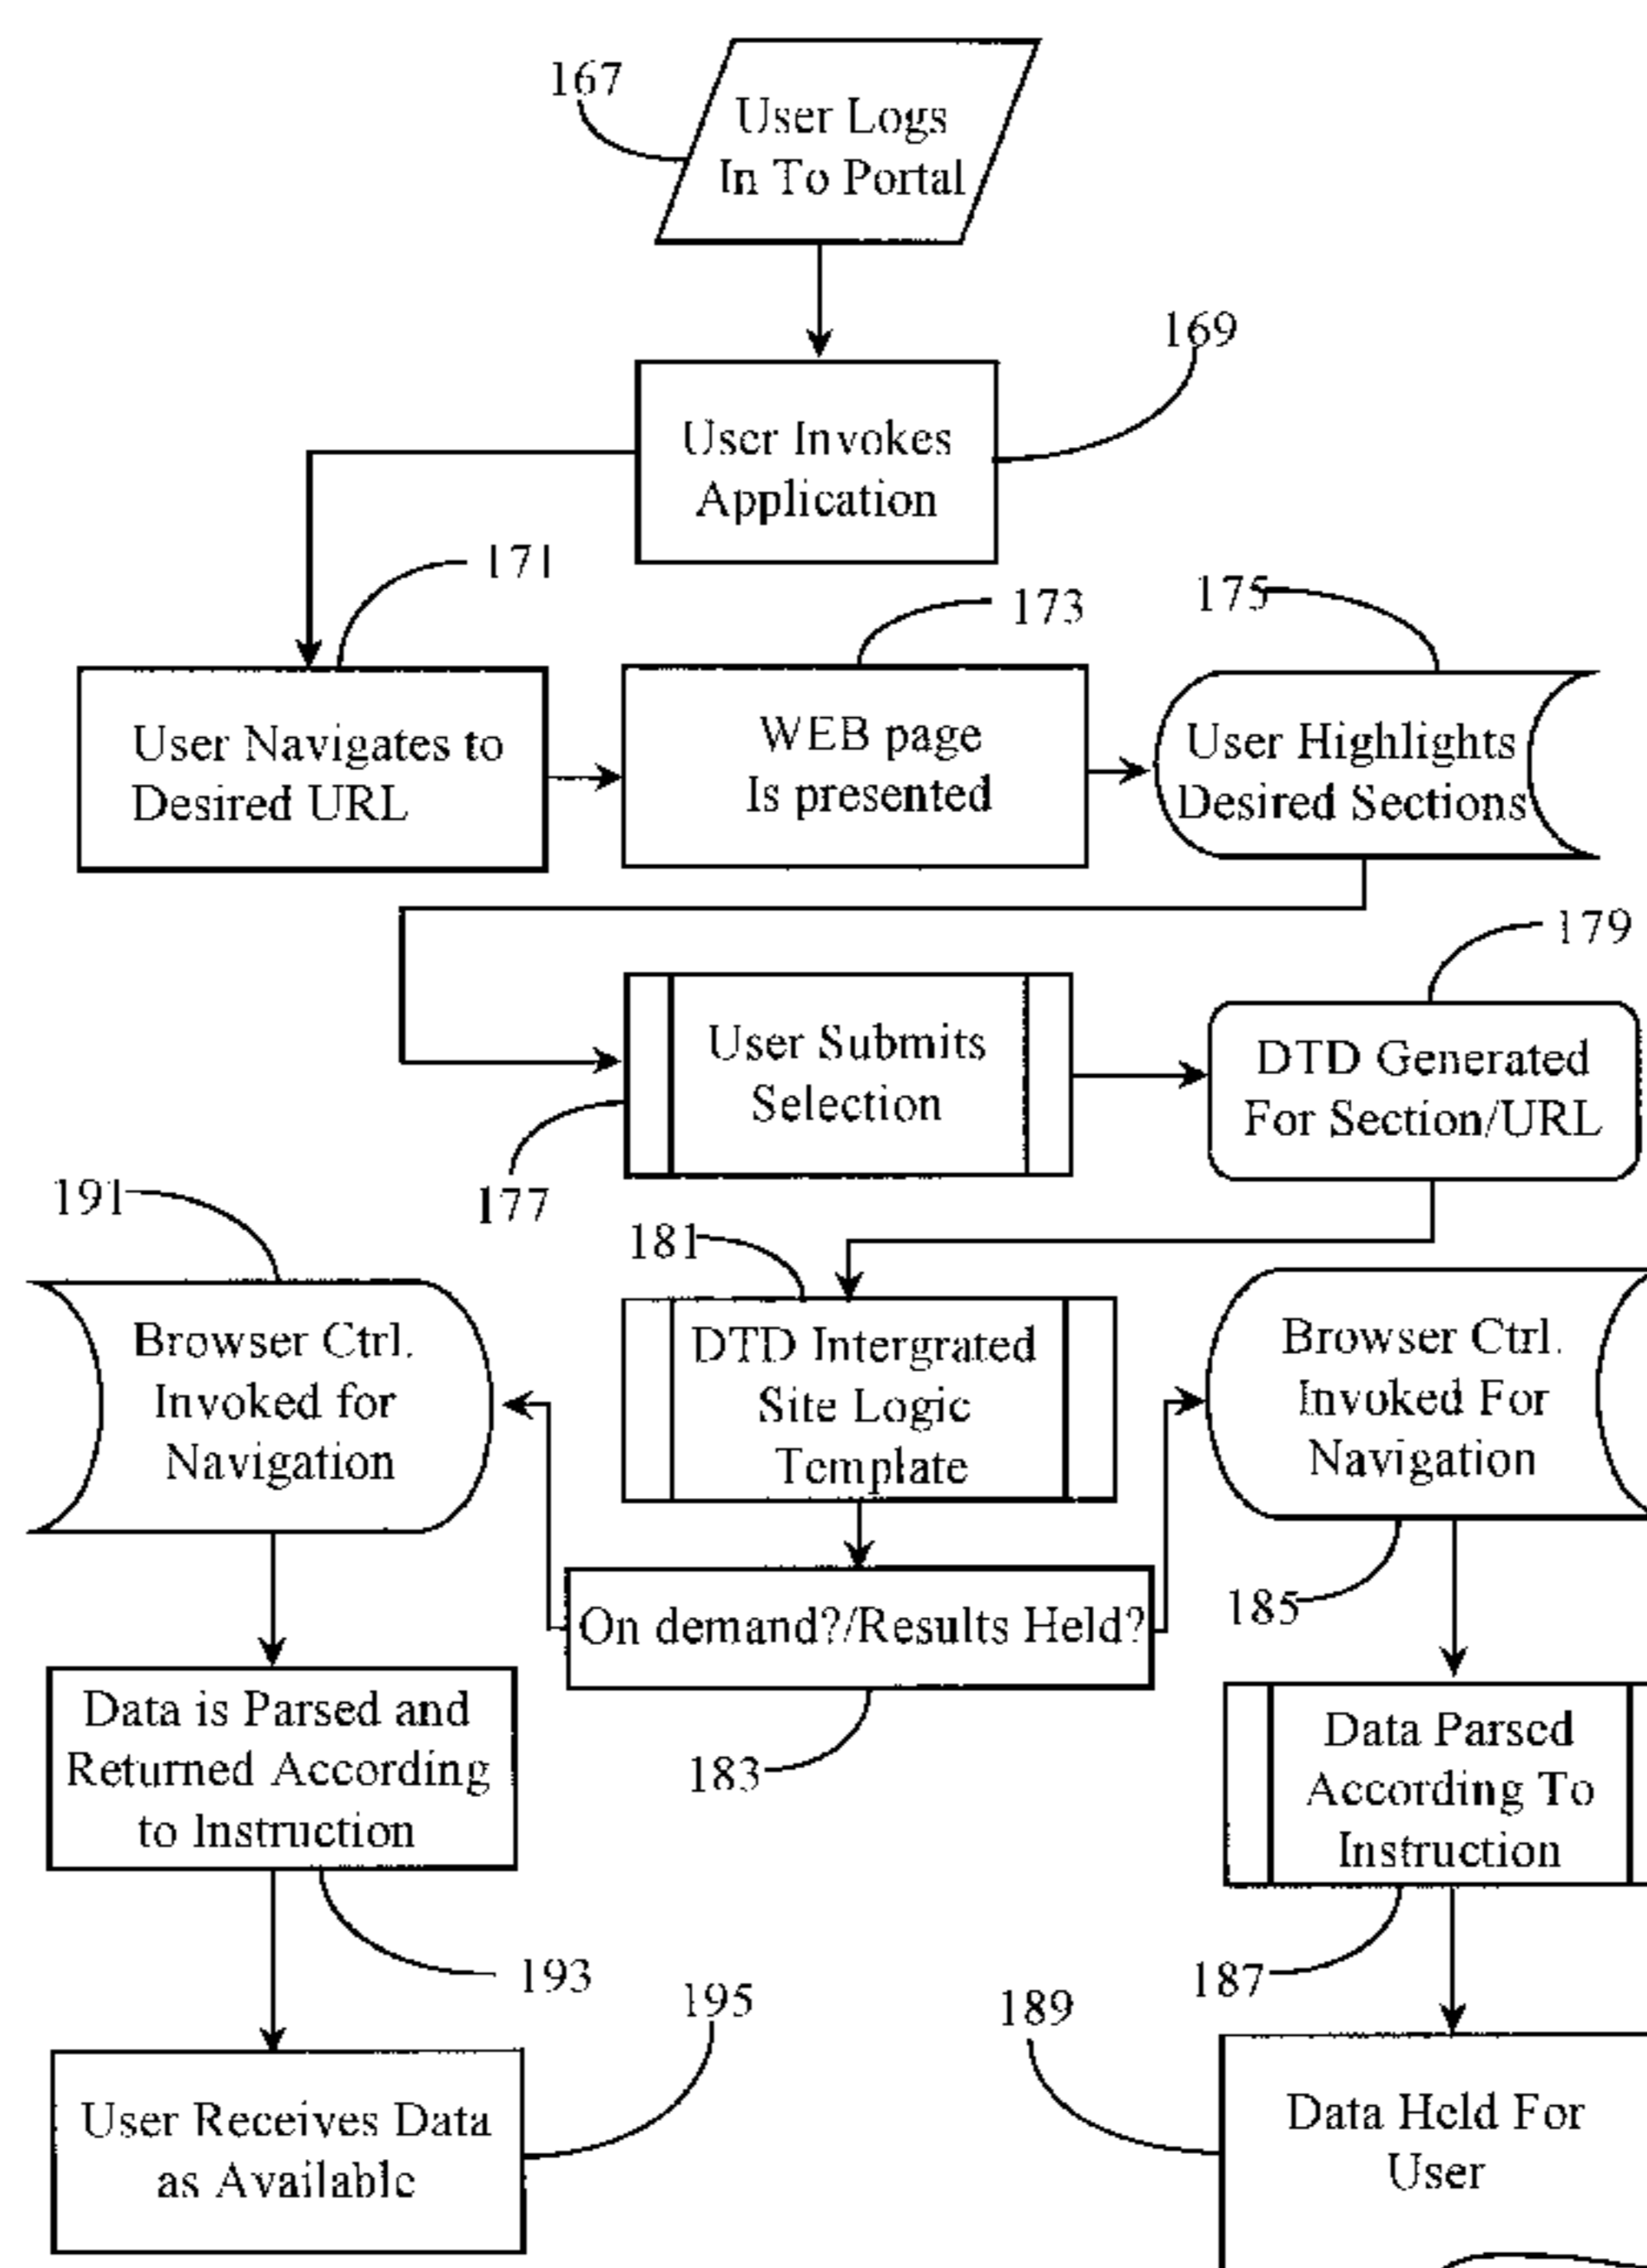 167
User Logs
In To Portal
169
User Invokes
Application
171
173
175
User Navigates to
Desired URL
WEB page
Is presented
User Highlights
Desired Sections
179
User Submits
Selection
DTD Generated
For Section/URL
177
191
181
Browser Ctrl.
Invoked for
Navigation
DTD Intergrated
Site Logic
Template
Browser Ctrl.
Invoked For
Navigation
185
On demand?/Results Held?
183
Data is Parsed and
Returned According
to Instruction
Data Parsed
According To
Instruction
193
187
195
189
User Receives Data
as Available
Data Held For
User